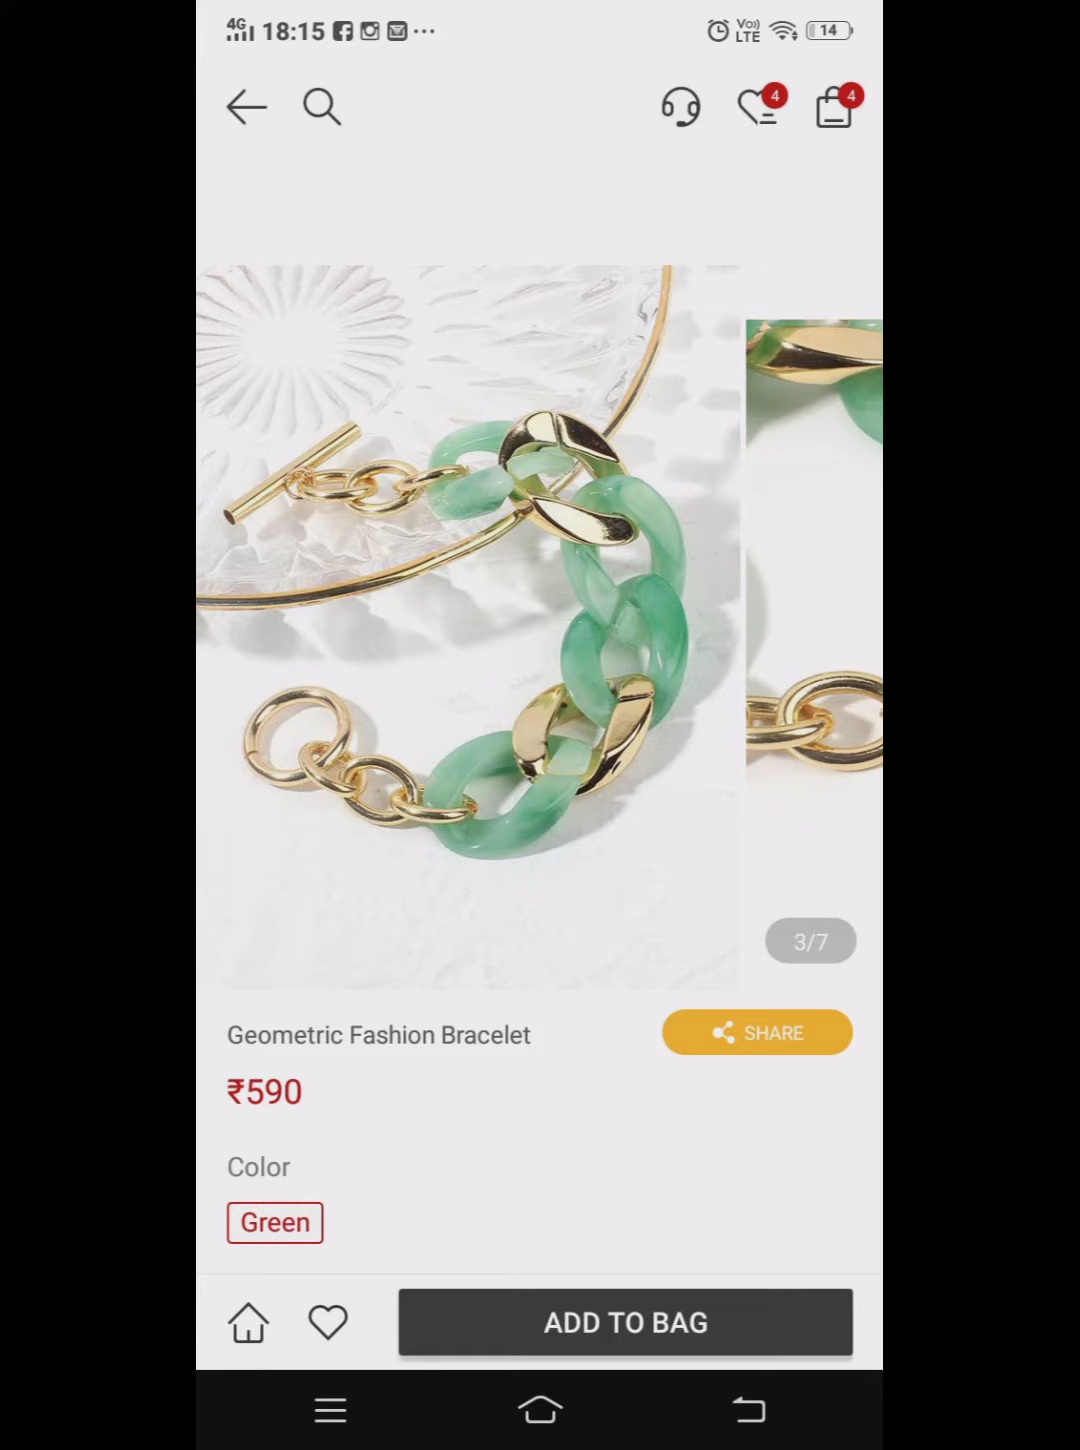 4G 18:15 Vo)) LTE 14
4 4
3/7
Geometric Fashion Bracelet
SHARE
₹590
Color
Green
ADD TO BAG